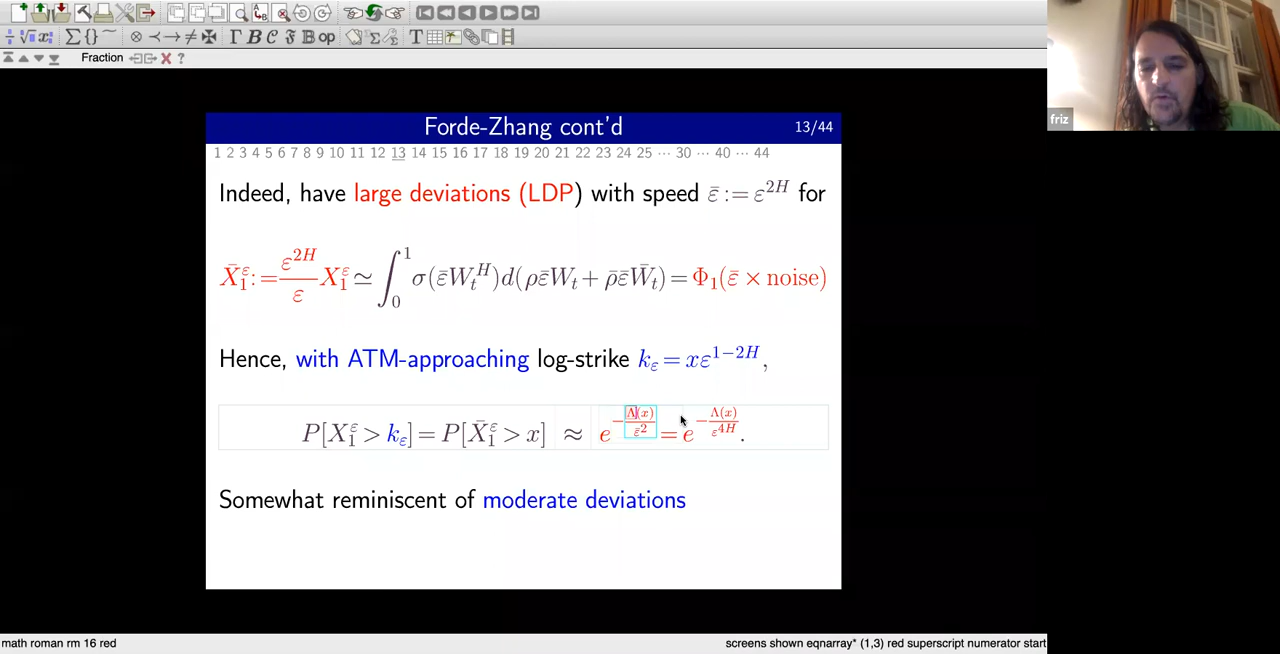 Fraction
Forde-Zhang cont'd 13/44
1 2 3 4 5 6 7 8 9 10 11 12 13 14 15 16 17 18 19 20 21 22 23 24 25 ··· 30 ··· 40 ··· 44
Indeed, have large deviations (LDP) with speed ε̄ := ε^{2H} for
X̄_1^ε := \frac{ε^{2H}}{ε} X_1^ε ≃ ∫_0^1 σ(ε̄W_t^H)d(ρε̄W_t + ρ̄ε̄W̄_t) = Φ_1(ε̄ × noise)
Hence, with ATM-approaching log-strike k_ε = xε^{1−2H},
P[X_1^ε > k_ε] = P[X̄_1^ε > x] ≈ e^{−\frac{Λ(x)}{ε̄^2}} = e^{−\frac{Λ(x)}{ε^{4H}}}.
Somewhat reminiscent of moderate deviations
friz
math roman rm 16 red
screens shown eqnarray* (1,3) red superscript numerator start